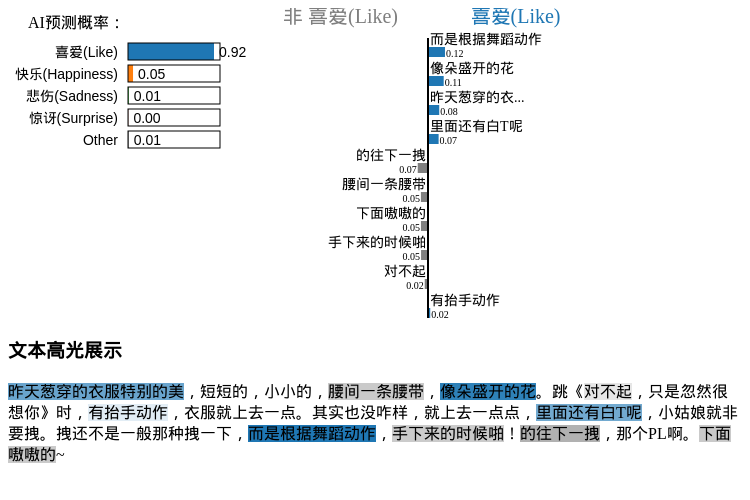 AI预测概率：
喜爱(Like) 0.92
快乐(Happiness) 0.05
悲伤(Sadness) 0.01
惊讶(Surprise) 0.00
Other 0.01
非 喜爱(Like) 喜爱(Like)
而是根据舞蹈动作
0.12
像朵盛开的花
0.11
昨天葱穿的衣...
0.08
里面还有白T呢
0.07
的往下一拽
0.07
腰间一条腰带
0.05
下面嗷嗷的
0.05
手下来的时候啪
0.05
对不起
0.02
有抬手动作
0.02
文本高光展示
昨天葱穿的衣服特别的美，短短的，小小的，腰间一条腰带，像朵盛开的花。跳《对不起，只是忽然很
想你》时，有抬手动作，衣服就上去一点。其实也没咋样，就上去一点点，里面还有白T呢，小姑娘就非
要拽。拽还不是一般那种拽一下，而是根据舞蹈动作，手下来的时候啪！的往下一拽，那个PL啊。下面
嗷嗷的~